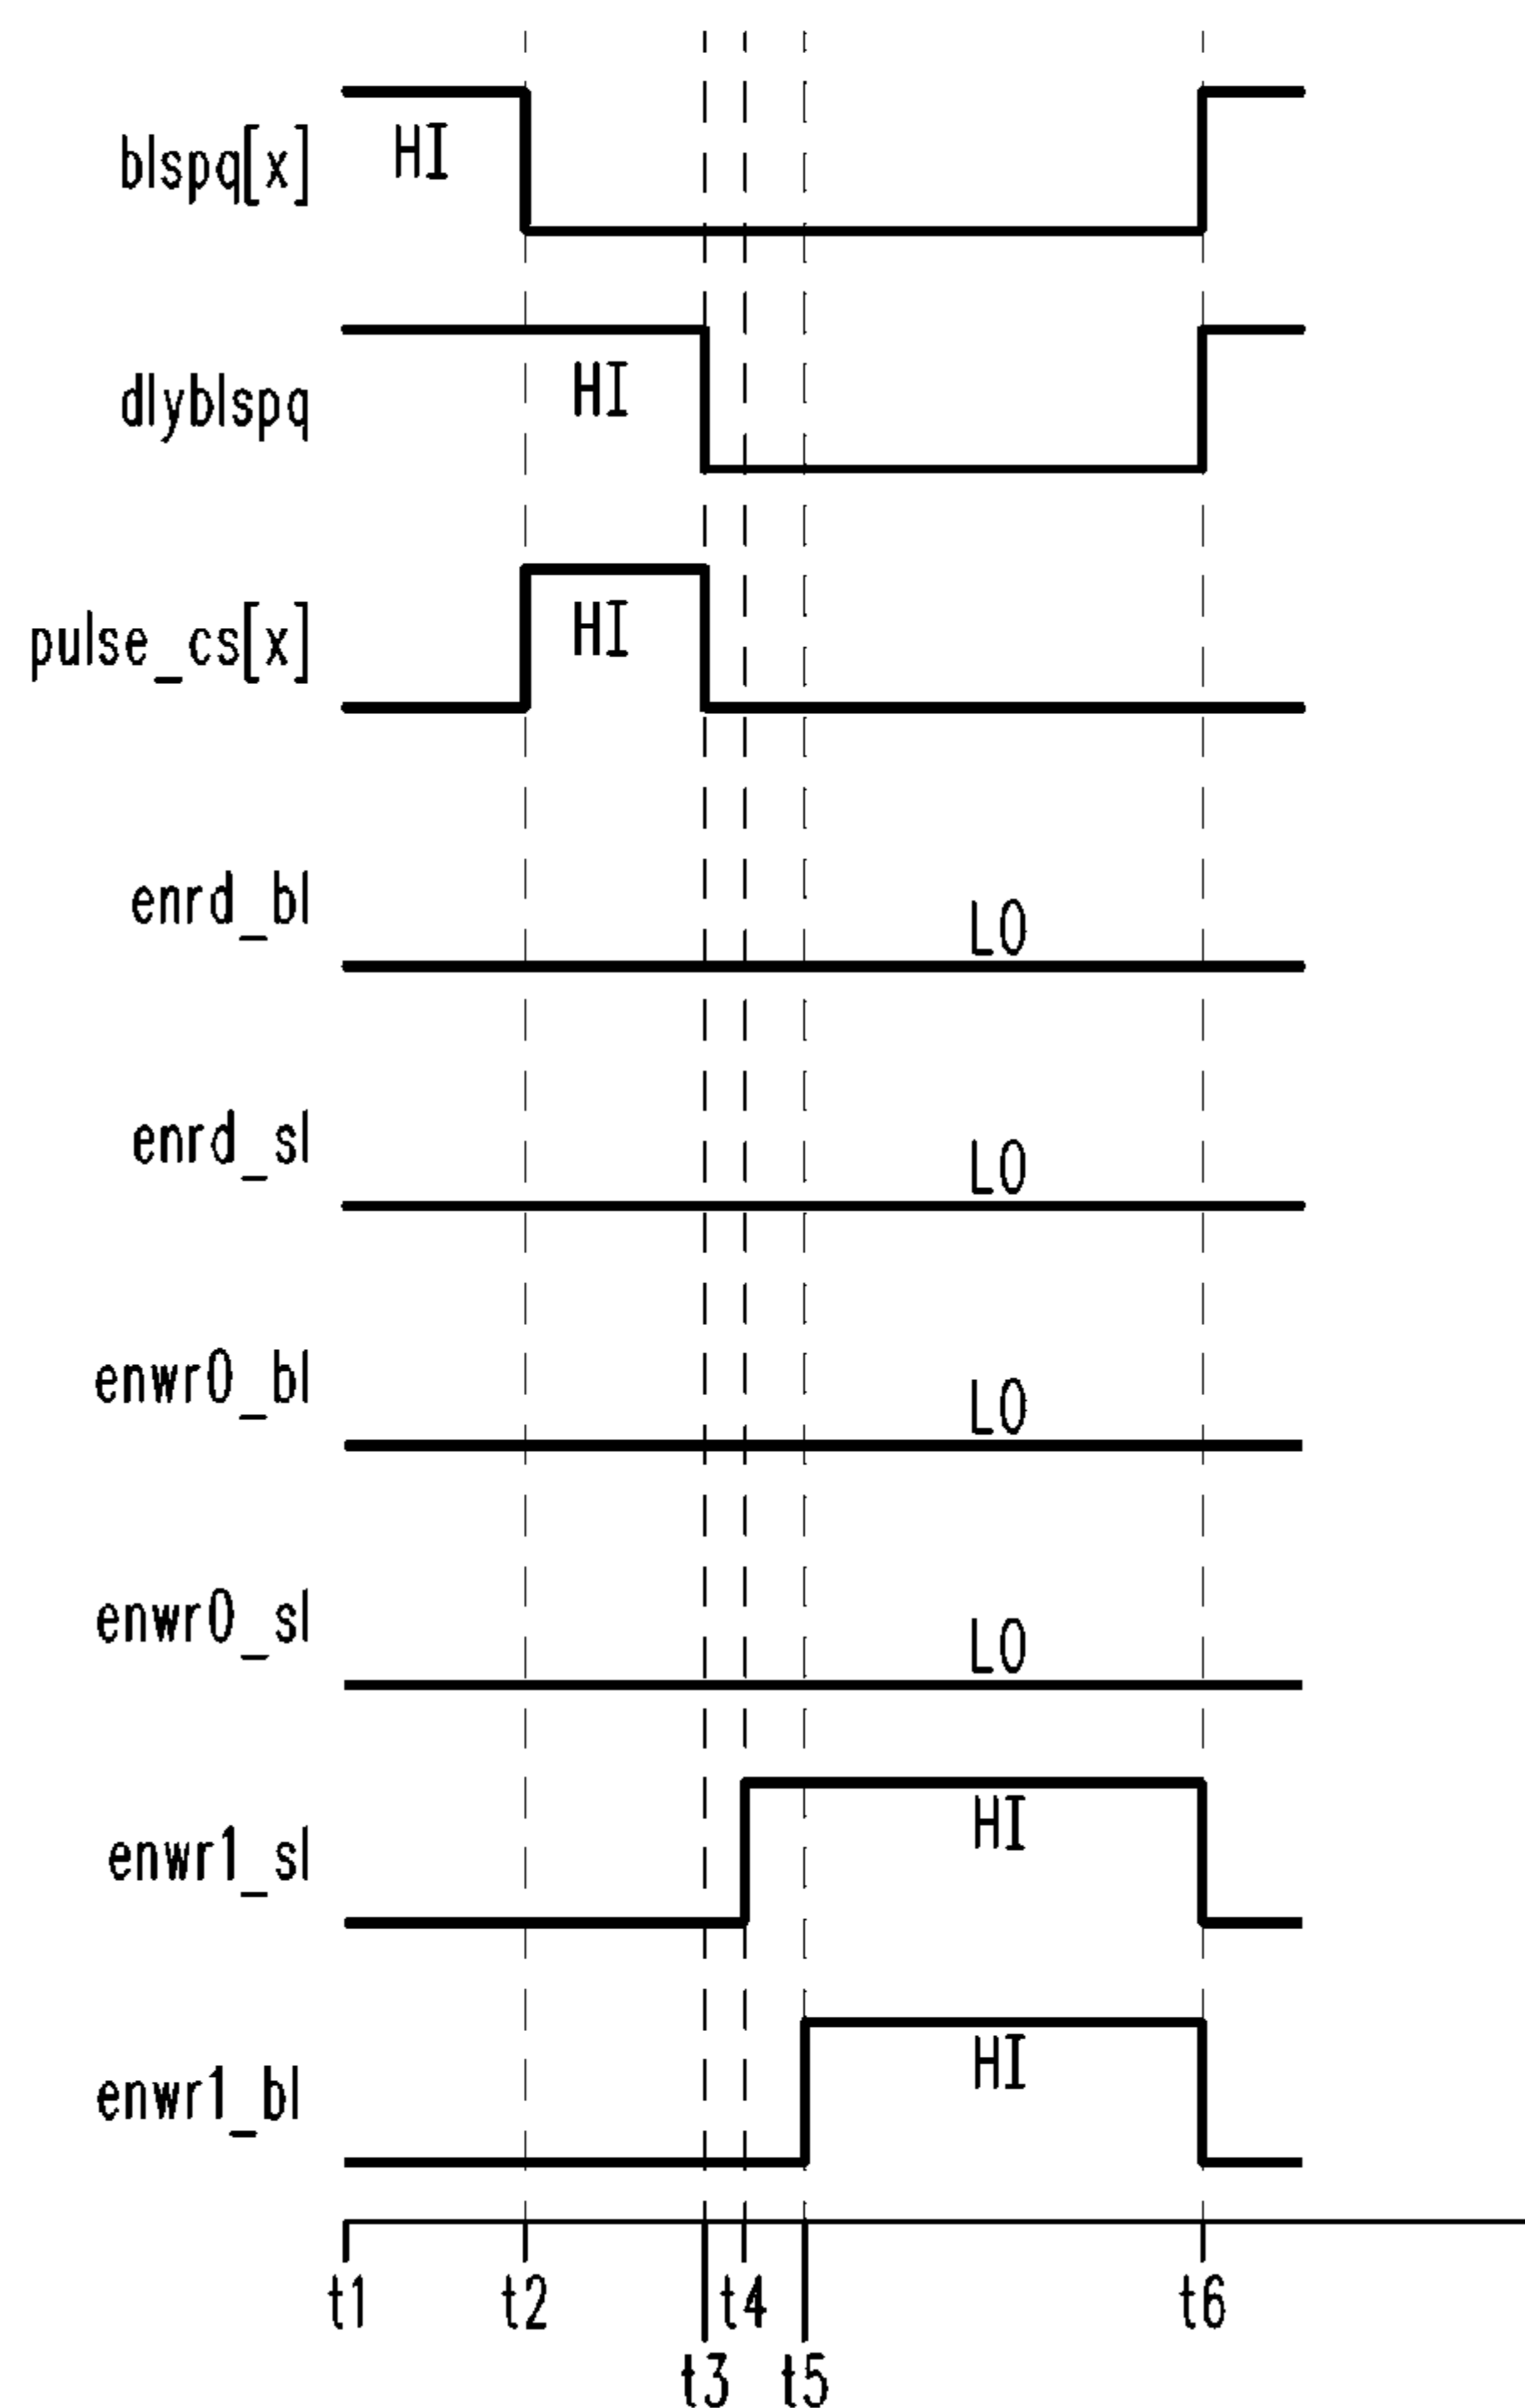 blspq[x]
HI
dlyblspq
HI
pulse_cs[x]
HI
enrd_bl
LO
enrd_sl
LO
enwr0_bl
LO
enwr0_sl
LO
enwr1_sl
HI
enwr1_bl
HI
t1 t2 t4 t6
t3 t5